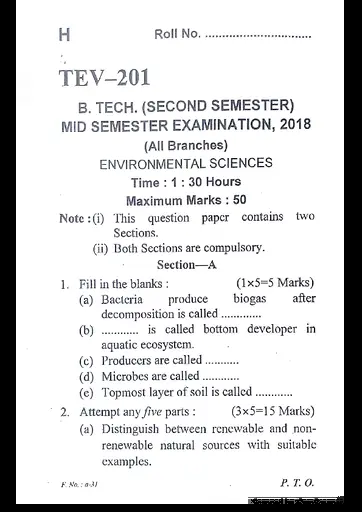 H Roll No. ..............................
TEV–201
B. TECH. (SECOND SEMESTER)
MID SEMESTER EXAMINATION, 2018
(All Branches)
ENVIRONMENTAL SCIENCES
Time : 1 : 30 Hours
Maximum Marks : 50
Note : (i) This question paper contains two
Sections.
(ii) Both Sections are compulsory.
Section—A
1. Fill in the blanks : (1×5=5 Marks)
(a) Bacteria produce biogas after
decomposition is called .............
(b) ............ is called bottom developer in
aquatic ecosystem.
(c) Producers are called ...........
(d) Microbes are called ............
(e) Topmost layer of soil is called ............
2. Attempt any five parts : (3×5=15 Marks)
(a) Distinguish between renewable and non-
renewable natural sources with suitable
examples.
F. No. : a-31 P. T. O.